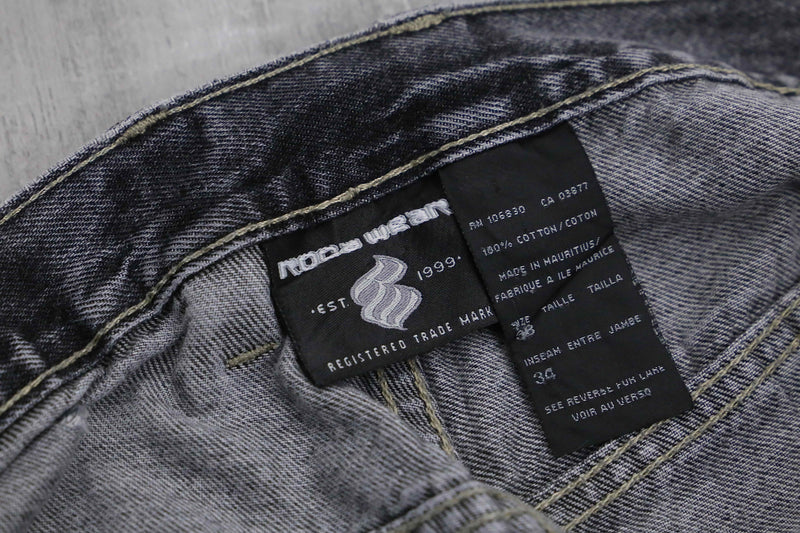 ROCA WEAR
·EST. 1999·
REGISTERED TRADE MARK
RN 106830 CA 03877
100% COTTON/COTON
MADE IN MAURITIUS/
FABRIQUE A ILE MAURICE
TAILLE TAILLA
INSEAM ENTRE JAMBE
34
SEE REVERSE FOR CARE
VOIR AU VERSO